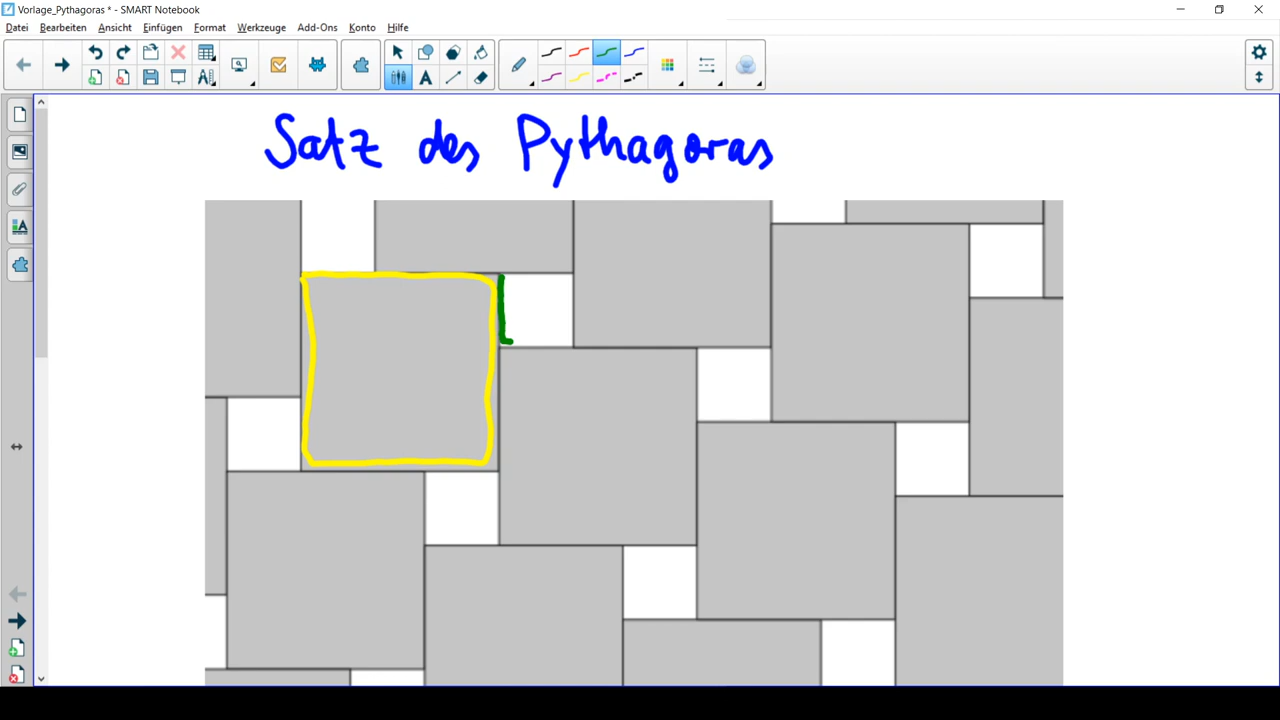 Vorlage_Pythagoras * - SMART Notebook
Datei Bearbeiten Ansicht Einfügen Format Werkzeuge Add-Ons Konto Hilfe
Satz des Pythagoras